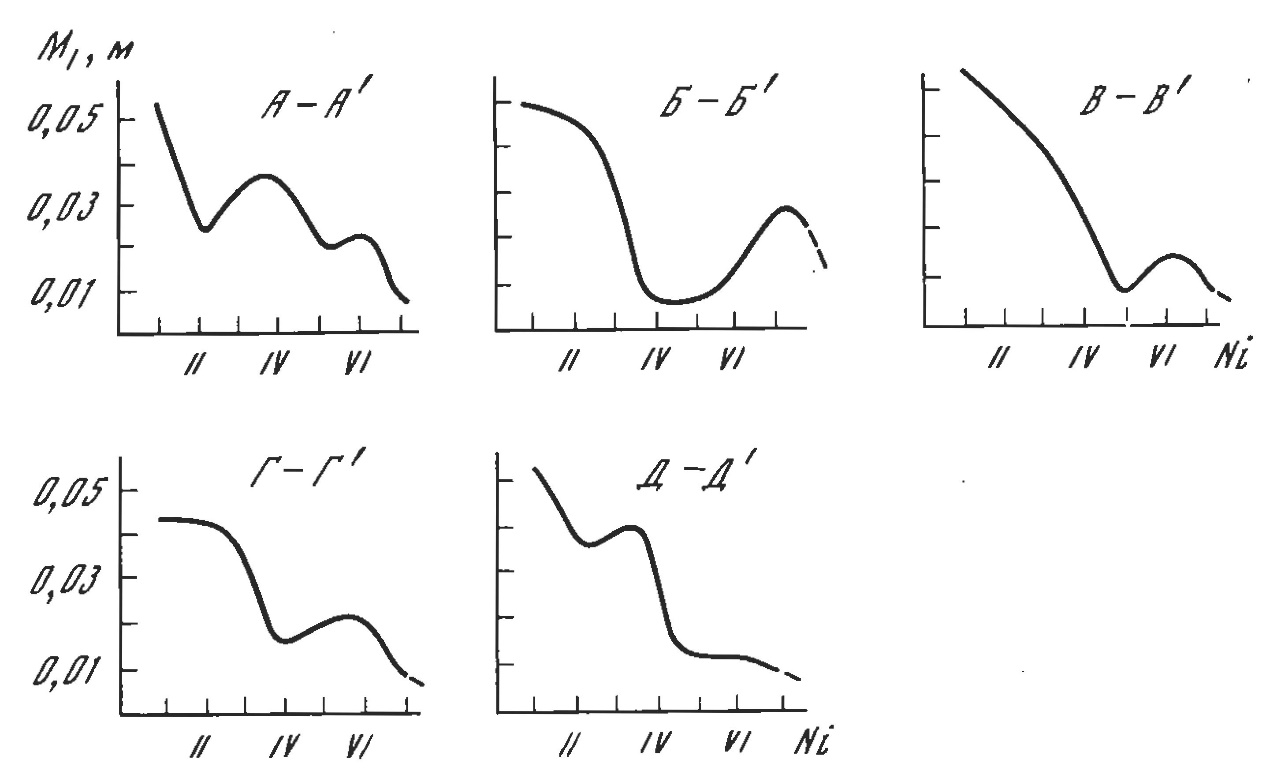 M₁, м
А – А′
Б – Б′
В – В′
0,05
0,03
0,01
II IV VI
II IV VI
II IV VI Ni
Г – Г′
Д – Д′
0,05
0,03
0,01
II IV VI
II IV VI Ni